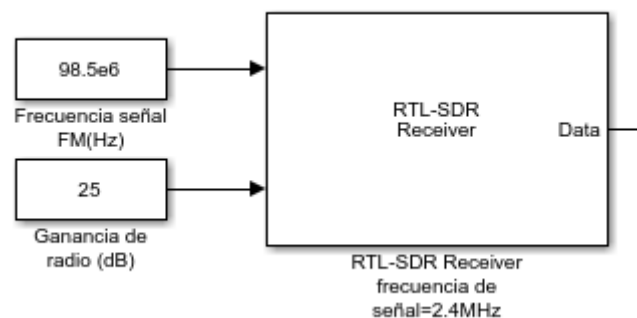 98.5e6
Frecuencia señal
FM(Hz)
25
Ganancia de
radio (dB)
RTL-SDR
Receiver
Data
RTL-SDR Receiver
frecuencia de
señal=2.4MHz